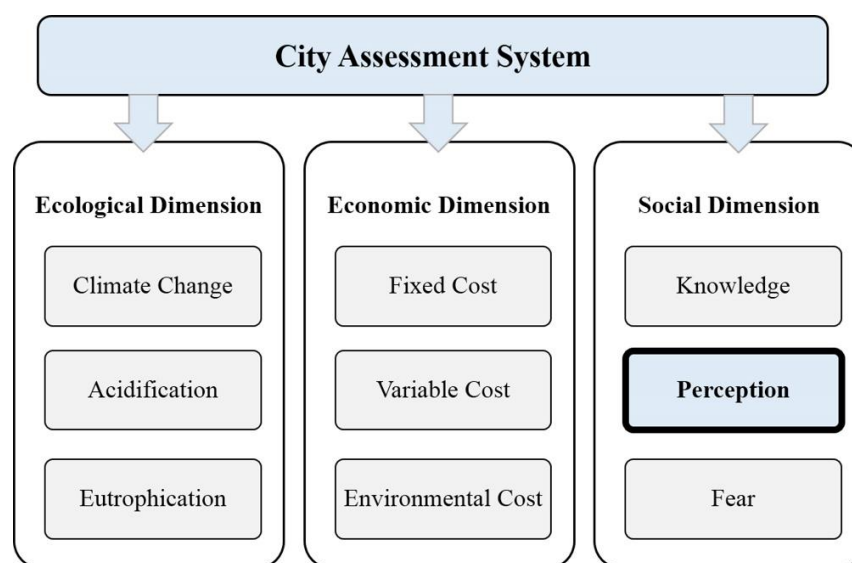 City Assessment System
Ecological Dimension
Climate Change
Acidification
Eutrophication
Economic Dimension
Fixed Cost
Variable Cost
Environmental Cost
Social Dimension
Knowledge
Perception
Fear